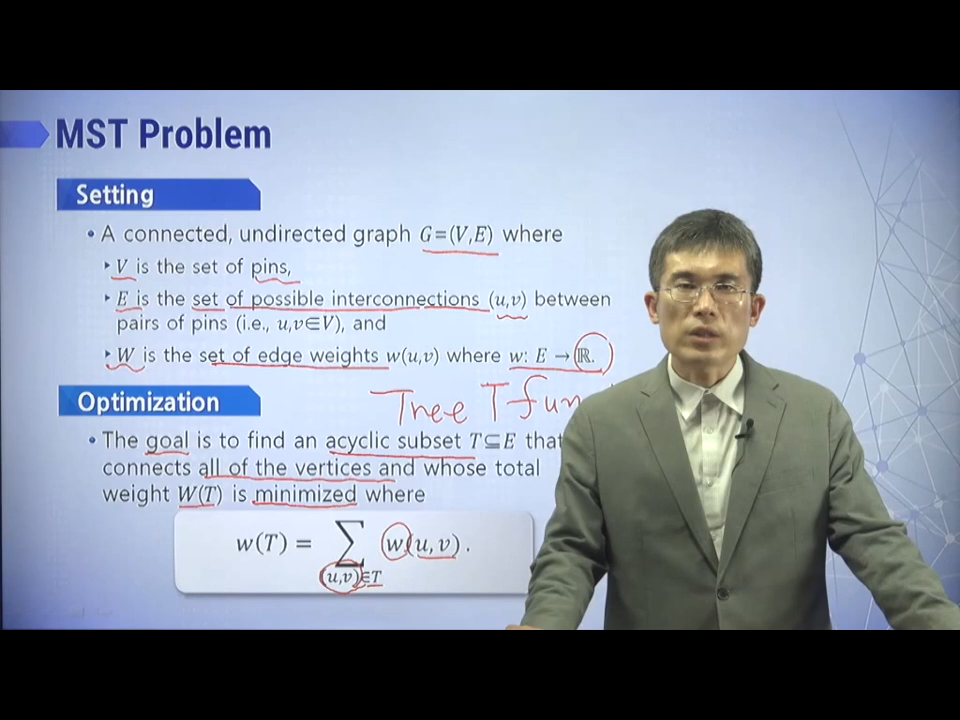 MST Problem
Setting
• A connected, undirected graph G=(V,E) where
‣ V is the set of pins,
‣ E is the set of possible interconnections (u,v) between
pairs of pins (i.e., u,v∈V), and
‣ W is the set of edge weights w(u,v) where w: E → ℝ.
Tree T fun
Optimization
• The goal is to find an acyclic subset T⊆E that
connects all of the vertices and whose total
weight W(T) is minimized where
w(T) = ∑ w(u,v).
(u,v)∈T